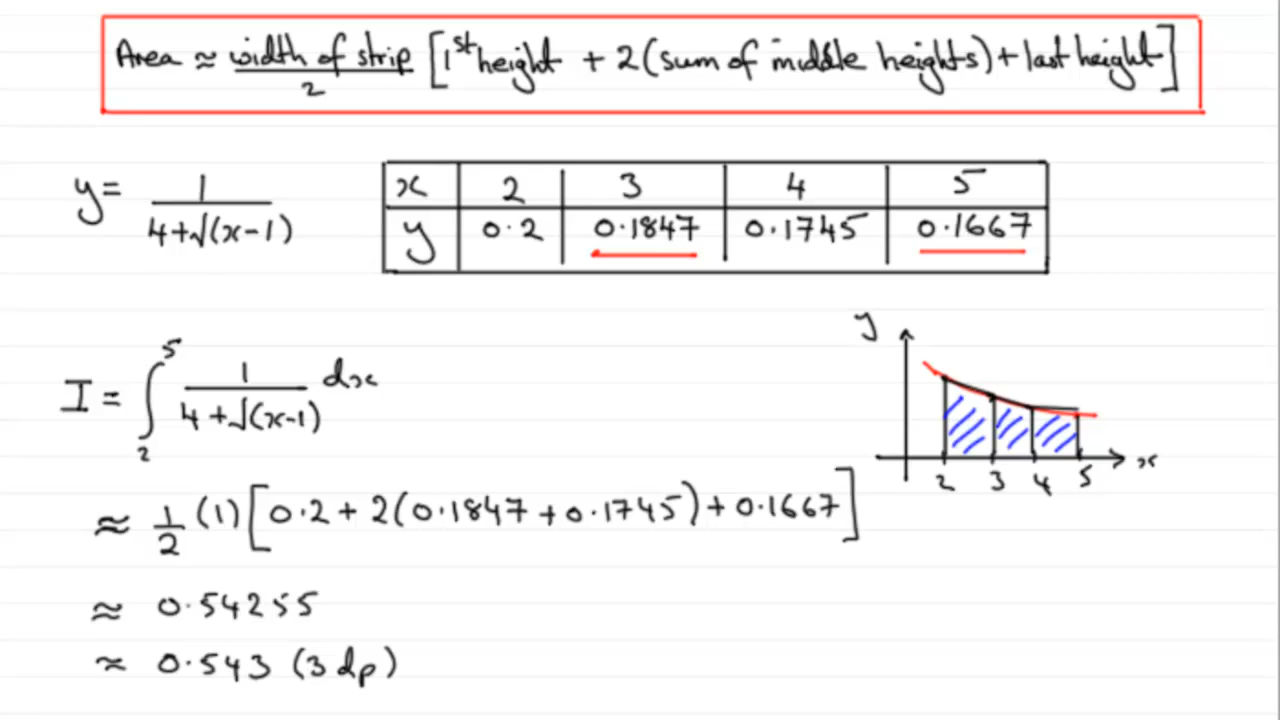 Area ≈ width of strip / 2 [1st height + 2(sum of middle heights) + last height]
y = 1 / (4+√(x-1))
x 2 3 4 5
y 0.2 0.1847 0.1745 0.1667
I = ∫₂⁵ 1 / (4+√(x-1)) dx
y
x
2 3 4 5
≈ 1/2 (1) [0.2 + 2(0.1847 + 0.1745) + 0.1667]
≈ 0.54255
≈ 0.543 (3 dp)